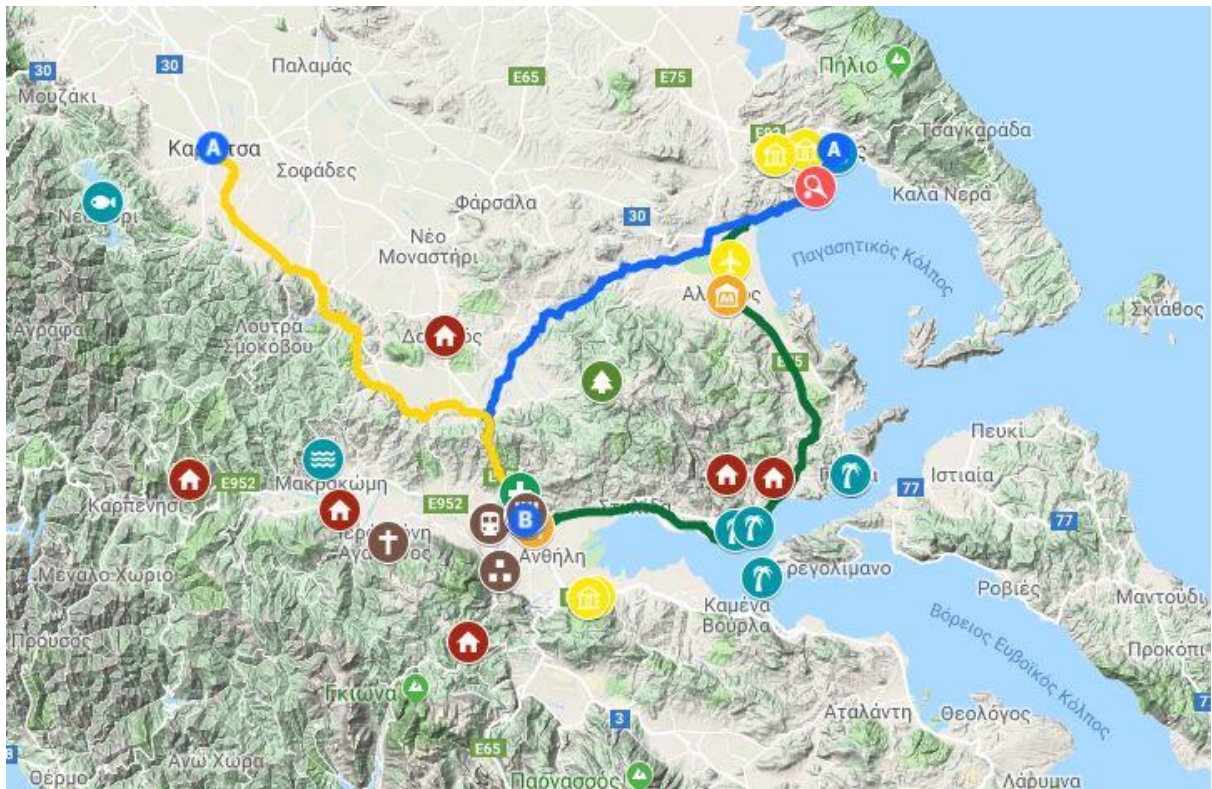 Πήλιο
30
30
Παλαμάς
E65
E75
Μουζάκι
Τσαγκαράδα
A
A
Σοφάδες
Καλά Νερά
Φάρσαλα
30
Νέο
Μοναστήρι
Παγασητικός
Κόλπος
Σκιάθος
Άγραφα
Λουτρά
Σμοκόβου
Πευκί
Ιστιαία
77
E952
Μακρακώμη
Καρπενήσι
E952
77
B
Ανθήλη
Μεγάλο Χωριό
Ροβιές
Μαντούδι
Καμένα
Βούρλα
Προυσός
Βόρειος Ευβοϊκός Κόλπος
Προκόπι
Γκιώνα
3
Αταλάντη
Θεολόγος
E65
Άνω Χώρα
Θέρμο
Παρνασσός
Λάρυμνα